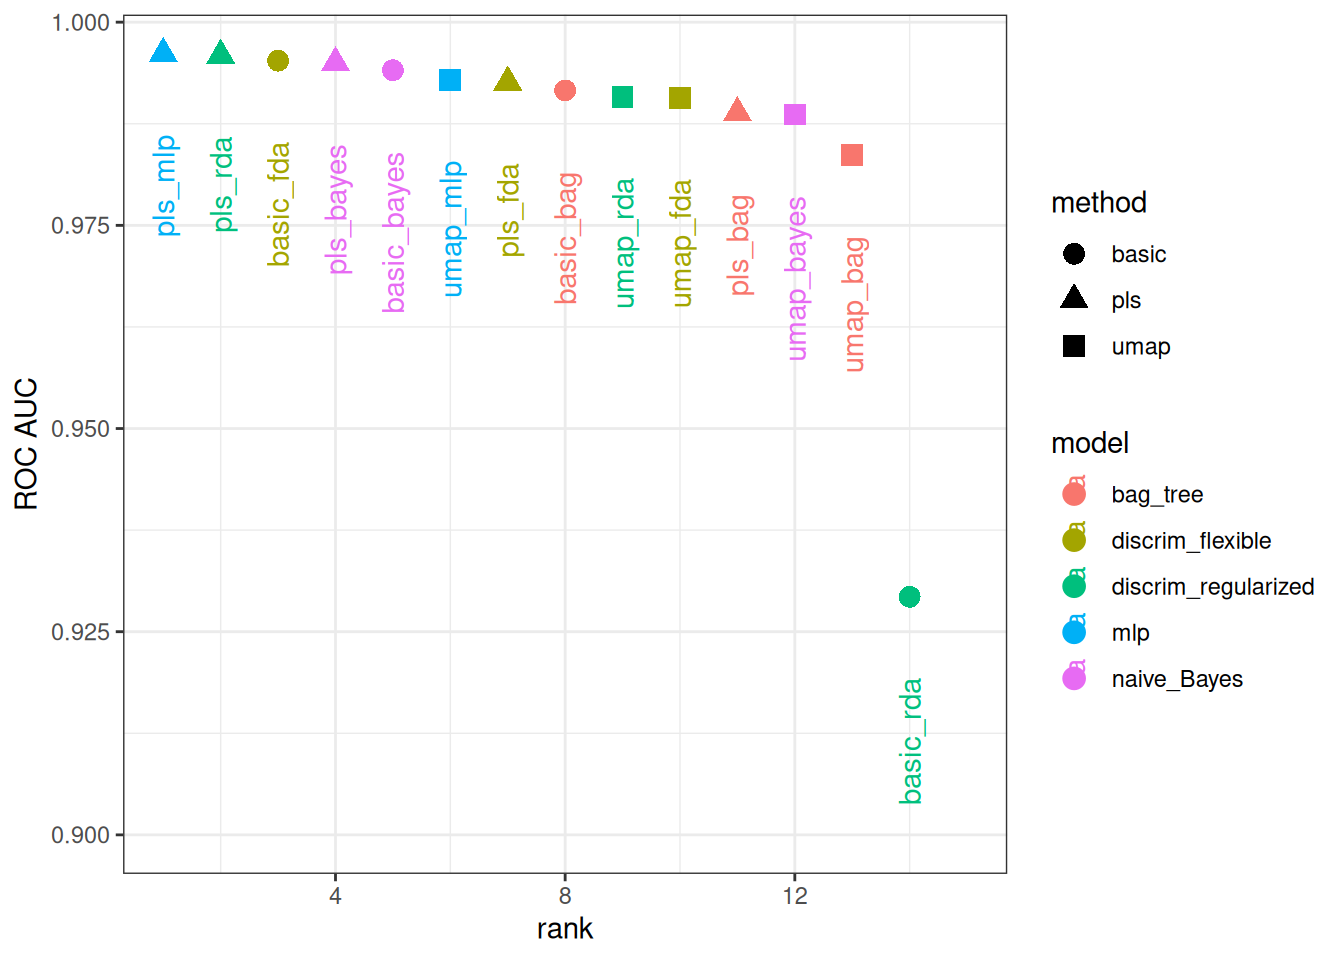 1.000
0.975
0.950
0.925
0.900
ROC AUC
pls_mlp
pls_rda
basic_fda
pls_bayes
basic_bayes
umap_mlp
pls_fda
basic_bag
umap_rda
umap_fda
pls_bag
umap_bayes
umap_bag
basic_rda
4
8
12
rank
method
basic
pls
umap
model
a
bag_tree
a
discrim_flexible
a
discrim_regularized
a
mlp
a
naive_Bayes